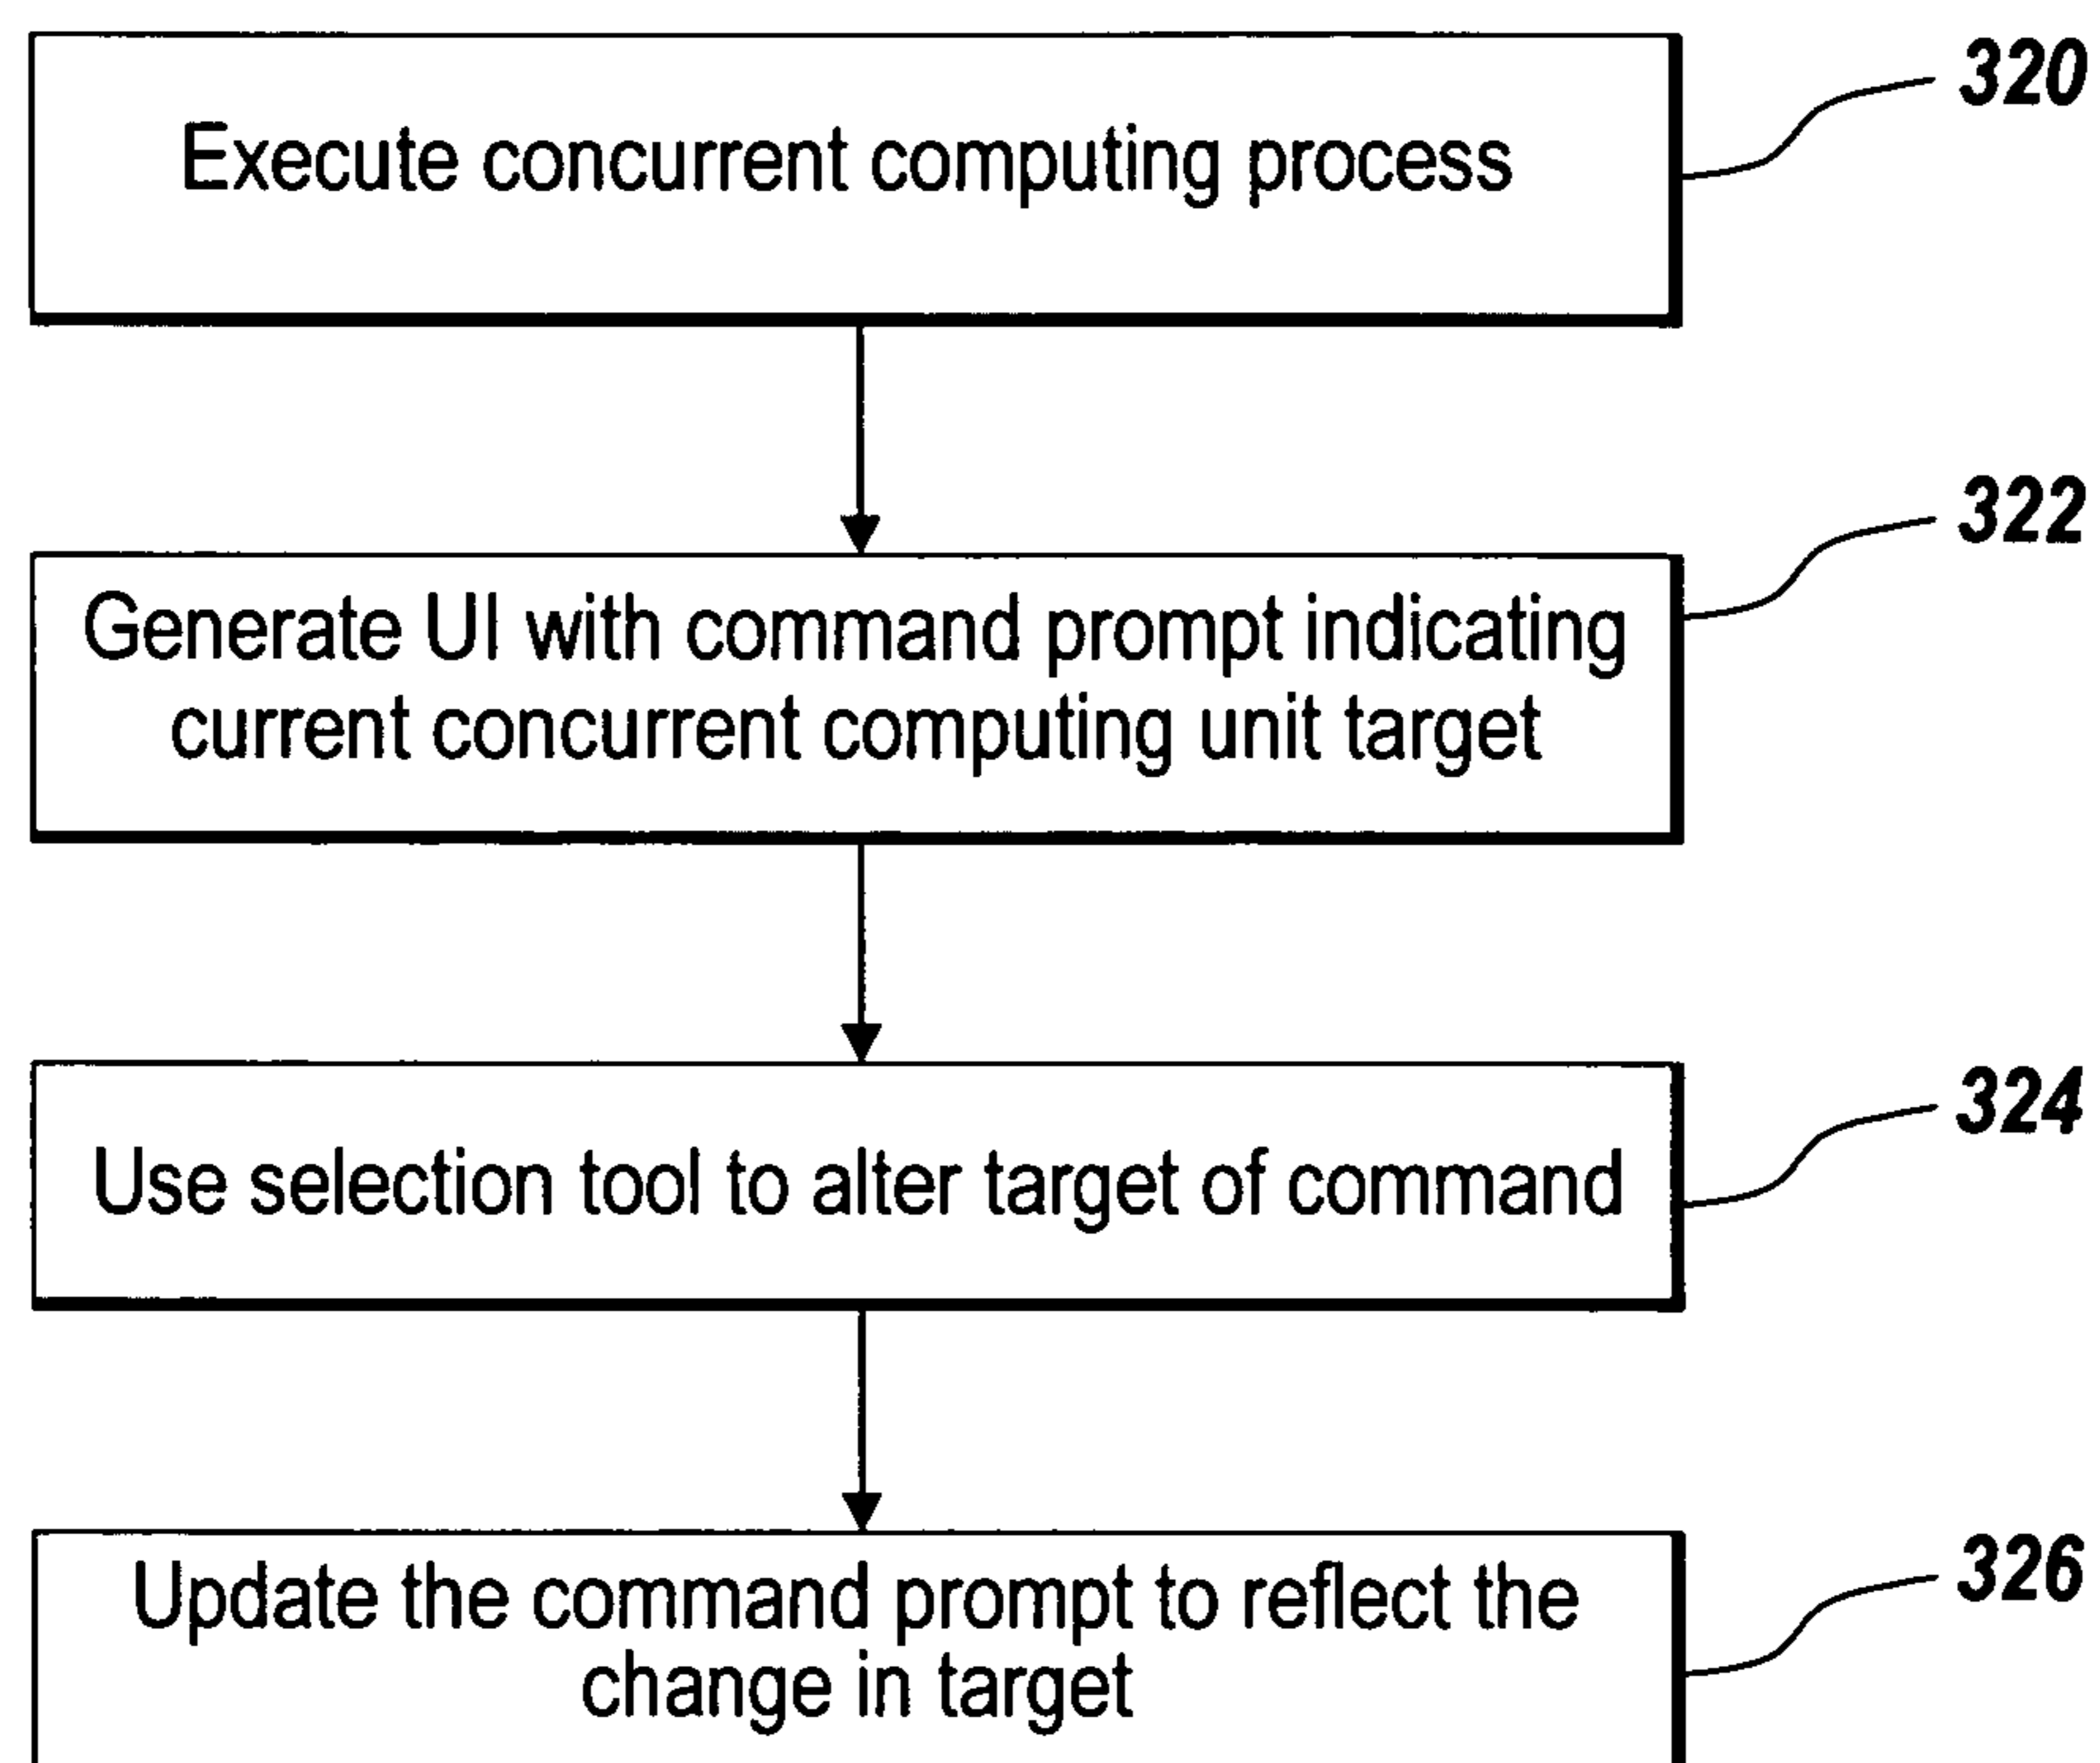 320
Execute concurrent computing process
322
Generate UI with command prompt indicating
current concurrent computing unit target
324
Use selection tool to alter target of command
326
Update the command prompt to reflect the
change in target